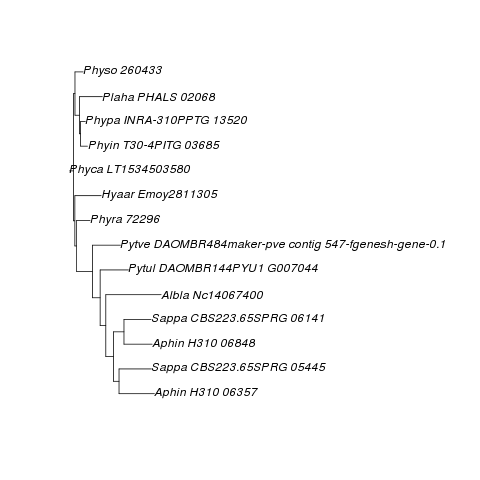 Physo 260433
Plaha PHALS 02068
Phypa INRA-310PPTG 13520
Phyin T30-4PITG 03685
Phyca LT1534503580
Hyaar Emoy2811305
Phyra 72296
Pytve DAOMBR484maker-pve contig 547-fgenesh-gene-0.1
Pytul DAOMBR144PYU1 G007044
Albla Nc14067400
Sappa CBS223.65SPRG 06141
Aphin H310 06848
Sappa CBS223.65SPRG 05445
Aphin H310 06357